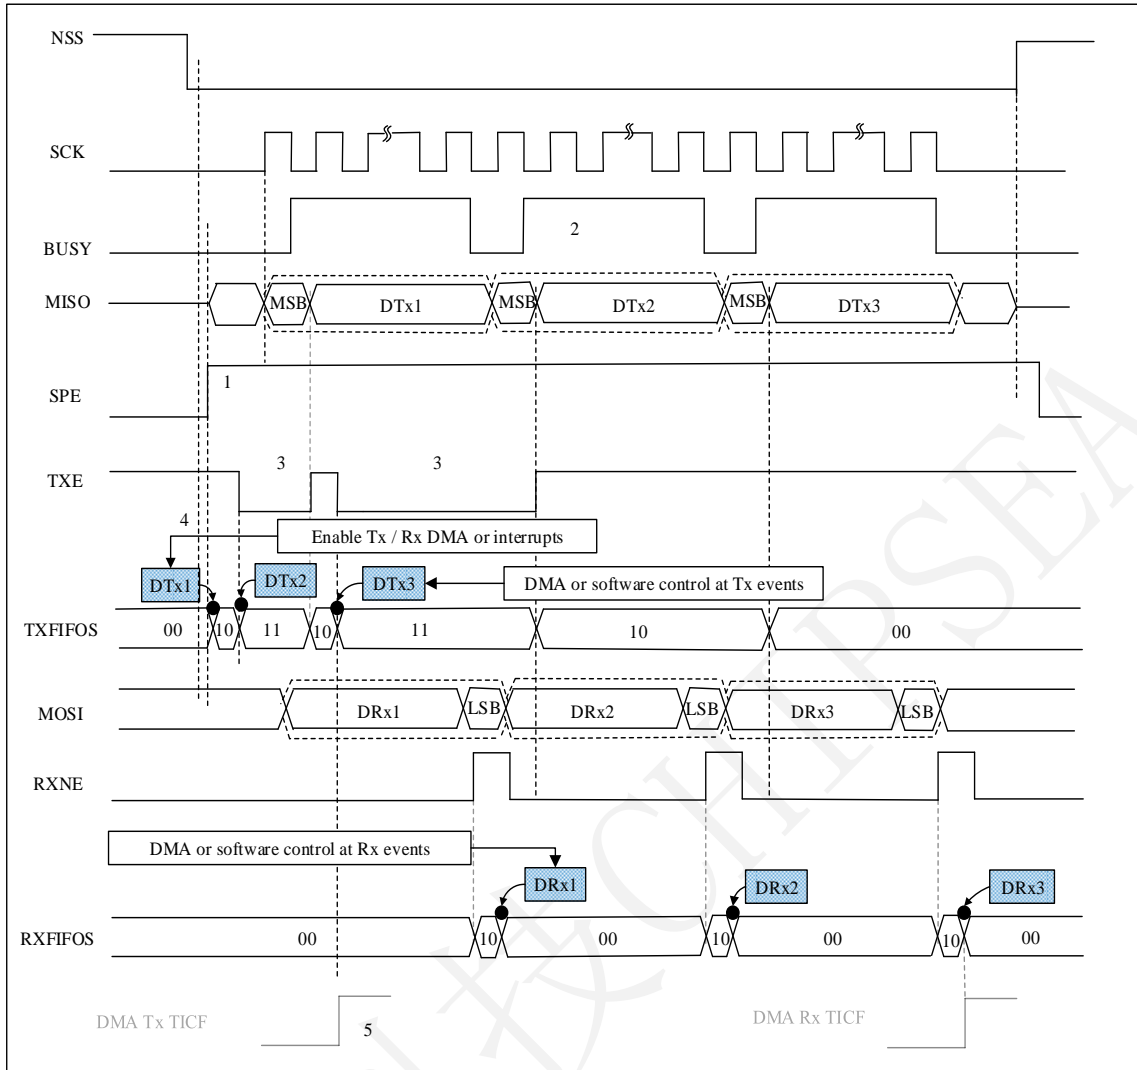 NSS
SCK
BUSY
2
MISO
MSB
DTx1
MSB
DTx2
MSB
DTx3
SPE
1
TXE
3
3
4
Enable Tx / Rx DMA or interrupts
DTx1
DTx2
DTx3
DMA or software control at Tx events
TXFIFOS
00
10
11
10
11
10
00
MOSI
DRx1
LSB
DRx2
LSB
DRx3
LSB
RXNE
DMA or software control at Rx events
DRx1
DRx2
DRx3
RXFIFOS
00
10
00
10
00
10
00
DMA Tx TICF
5
DMA Rx TICF
CHIPSEA
技